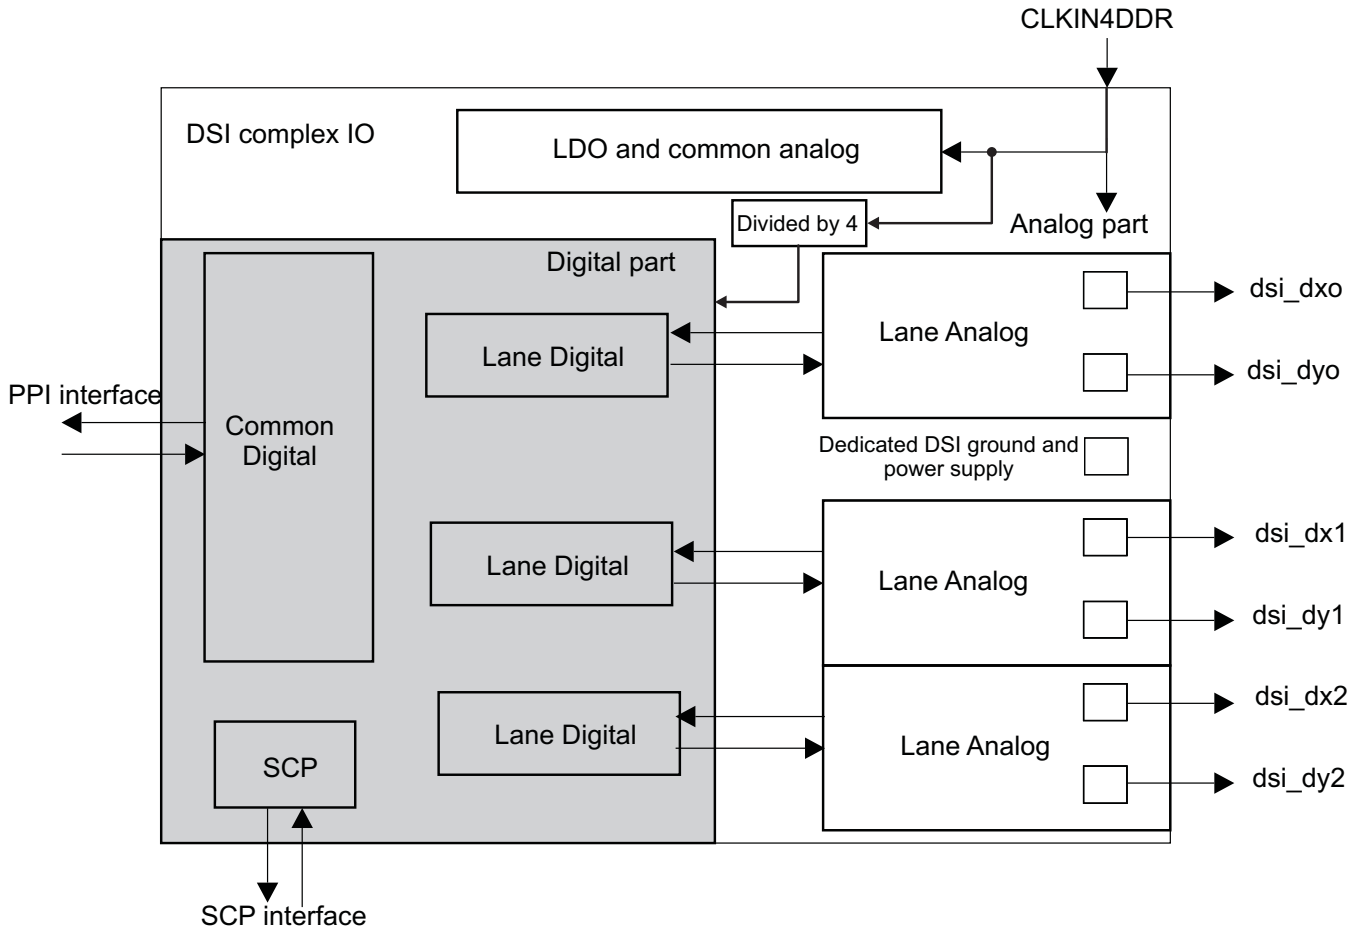 CLKIN4DDR
DSI complex IO
LDO and common analog
Divided by 4
Analog part
Digital part
dsi_dxo
Lane Analog
Lane Digital
dsi_dyo
PPI interface
Common
Digital
Dedicated DSI ground and
power supply
dsi_dx1
Lane Digital
Lane Analog
dsi_dy1
dsi_dx2
Lane Digital
Lane Analog
SCP
dsi_dy2
SCP interface